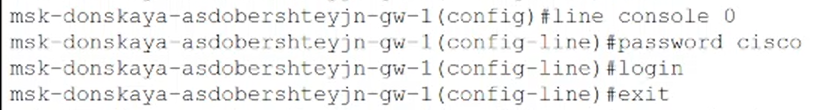 msk-donskaya-asdobershteyjn-gw-1(config)#line console 0
msk-donskaya-asdobershteyjn-gw-1(config-line)#password cisco
msk-donskaya-asdobershteyjn-gw-1(config-line)#login
msk-donskaya-asdobershteyjn-gw-1(config-line)#exit